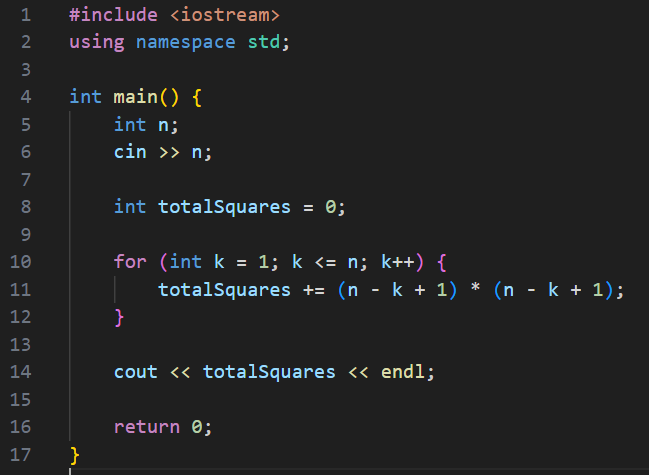 1 #include <iostream>
2 using namespace std;
3
4 int main() {
5     int n;
6     cin >> n;
7
8     int totalSquares = 0;
9
10     for (int k = 1; k <= n; k++) {
11         totalSquares += (n - k + 1) * (n - k + 1);
12     }
13
14     cout << totalSquares << endl;
15
16     return 0;
17 }